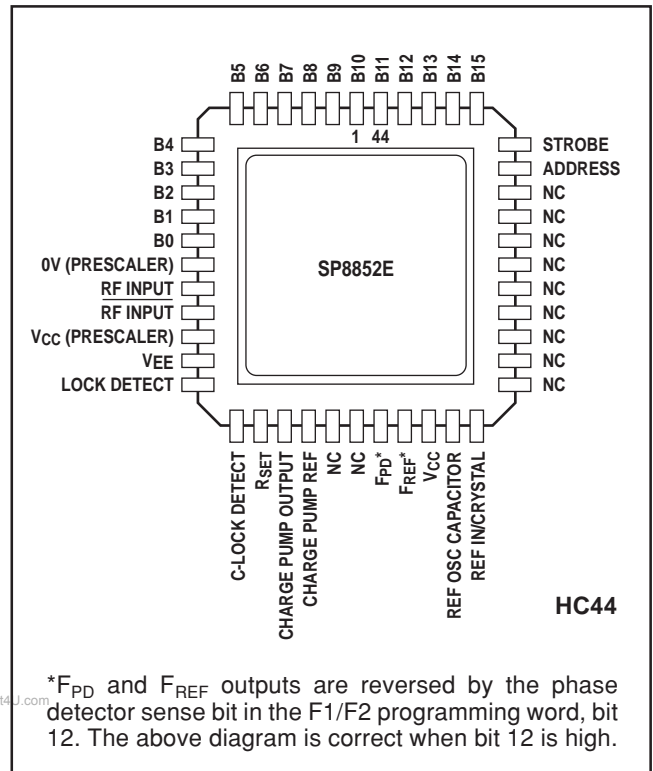 B5 B6 B7 B8 B9 B10 B11 B12 B13 B14 B15
1 44
B4
B3
B2
B1
B0
0V (PRESCALER)
RF INPUT
RF INPUT
VCC (PRESCALER)
VEE
LOCK DETECT
SP8852E
STROBE
ADDRESS
NC
NC
NC
NC
NC
NC
NC
NC
NC
C-LOCK DETECT
RSET
CHARGE PUMP OUTPUT
CHARGE PUMP REF
NC
NC
FPD*
FREF*
VCC
REF OSC CAPACITOR
REF IN/CRYSTAL
HC44
*FPD and FREF outputs are reversed by the phase
detector sense bit in the F1/F2 programming word, bit
12. The above diagram is correct when bit 12 is high.
t4U.com